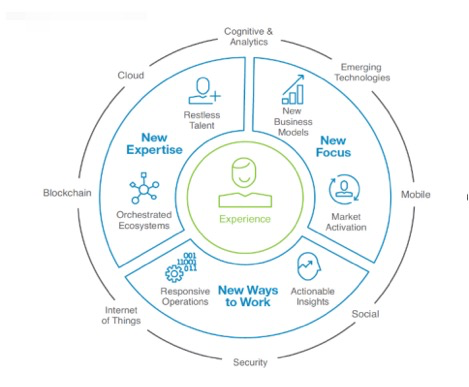 Cognitive &
Analytics
Cloud
Emerging
Technologies
Restless
Talent
New
Business
Models
New
Expertise
New
Focus
Blockchain
Mobile
Orchestrated
Ecosystems
Experience
Market
Activation
001
11001
011
Responsive
Operations
New Ways
to Work
Actionable
Insights
Internet
of Things
Social
Security